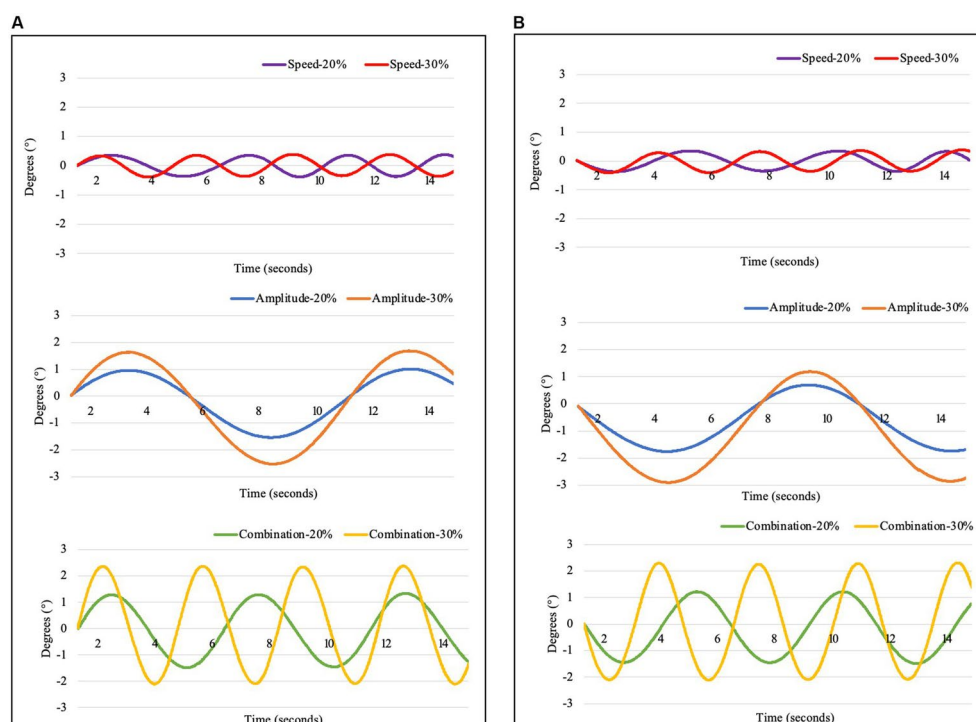 A
Speed-20% Speed-30%
3
2
1
0
-1
-2
-3
Degrees (°)
2 4 6 8 10 12 14
Time (seconds)
Amplitude-20% Amplitude-30%
3
2
1
0
-1
-2
-3
Degrees (°)
2 4 6 8 10 12 14
Time (seconds)
Combination-20% Combination-30%
3
2
1
0
-1
-2
-3
Degrees (°)
2 4 6 8 10 12 14
Time (seconds)
B
Speed-20% Speed-30%
3
2
1
0
-1
-2
-3
Degrees (°)
2 4 6 8 10 12 14
Time (seconds)
Amplitude-20% Amplitude-30%
3
2
1
0
-1
-2
-3
Degrees (°)
2 4 6 8 10 12 14
Time (seconds)
Combination-20% Combination-30%
3
2
1
0
-1
-2
-3
Degrees (°)
2 4 6 8 10 12 14
Time (seconds)